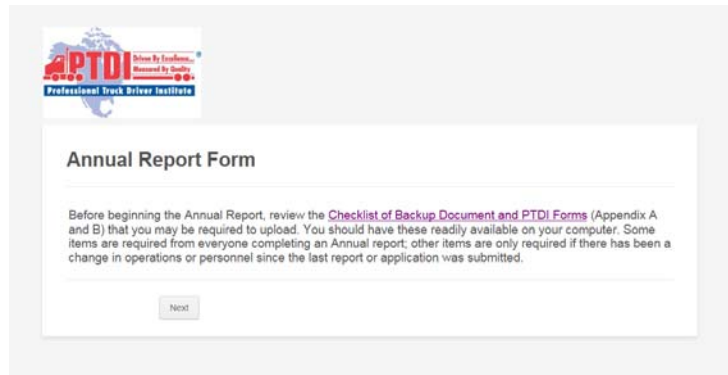 PTDI
Driven By Excellence...
Measured By Quality
Professional Truck Driver Institute
Annual Report Form
Before beginning the Annual Report, review the Checklist of Backup Document and PTDI Forms (Appendix A
and B) that you may be required to upload. You should have these readily available on your computer. Some
items are required from everyone completing an Annual report; other items are only required if there has been a
change in operations or personnel since the last report or application was submitted.
Next